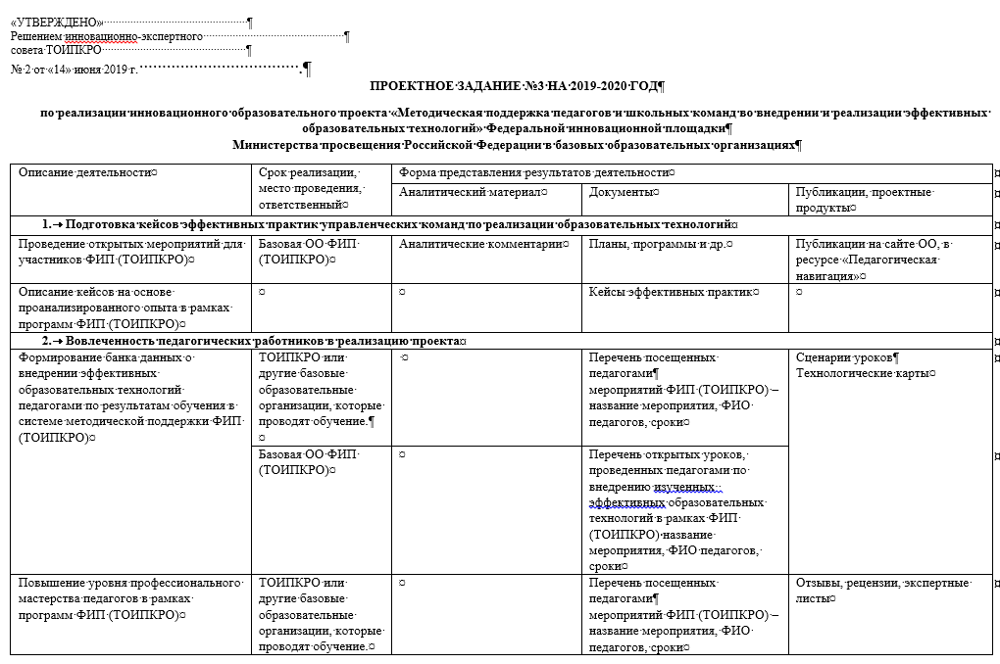 «УТВЕРЖДЕНО»
Решением инновационно-экспертного
совета ТОИПКРО
№ 2 от «14» июня 2019 г. .
ПРОЕКТНОЕ ЗАДАНИЕ №3 НА 2019-2020 ГОД
по реализации инновационного образовательного проекта «Методическая поддержка педагогов и школьных команд во внедрении и реализации эффективных
образовательных технологий» Федеральной инновационной площадки
Министерства просвещения Российской Федерации в базовых образовательных организациях
Описание деятельности
Срок реализации,
место проведения,
ответственный
Форма представления результатов деятельности
Аналитический материал
Документы
Публикации, проектные
продукты
1. Подготовка кейсов эффективных практик управленческих команд по реализации образовательных технологий
Проведение открытых мероприятий для
участников ФИП (ТОИПКРО)
Базовая ОО ФИП
(ТОИПКРО)
Аналитические комментарии
Планы, программы и др.
Публикации на сайте ОО, в
ресурсе «Педагогическая
навигация»
Описание кейсов на основе
проанализированного опыта в рамках
программ ФИП (ТОИПКРО)
Кейсы эффективных практик
2. Вовлеченность педагогических работников в реализацию проекта
Формирование банка данных о
внедрении эффективных
образовательных технологий
педагогами по результатам обучения в
системе методической поддержки ФИП
(ТОИПКРО)
ТОИПКРО или
другие базовые
образовательные
организации, которые
проводят обучение.
Перечень посещенных
педагогами
мероприятий ФИП (ТОИПКРО) –
название мероприятия, ФИО
педагогов, сроки
Сценарии уроков
Технологические карты
Базовая ОО ФИП
(ТОИПКРО)
Перечень открытых уроков,
проведенных педагогами по
внедрению изученных
эффективных образовательных
технологий в рамках ФИП
(ТОИПКРО) название
мероприятия, ФИО педагогов,
сроки
Повышение уровня профессионального
мастерства педагогов в рамках
программ ФИП (ТОИПКРО)
ТОИПКРО или
другие базовые
образовательные
организации, которые
проводят обучение.
Перечень посещенных
педагогами
мероприятий ФИП (ТОИПКРО) –
название мероприятия, ФИО
педагогов, сроки
Отзывы, рецензии, экспертные
листы